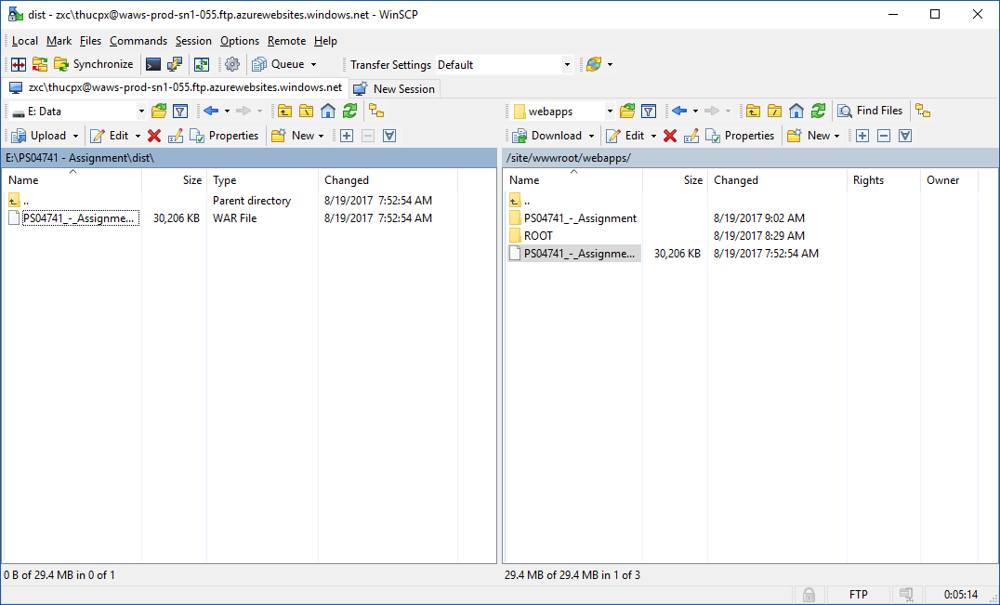 dist - zxc\thucpx@waws-prod-sn1-055.ftp.azurewebsites.windows.net - WinSCP
Local Mark Files Commands Session Options Remote Help
Synchronize Queue Transfer Settings Default
zxc\thucpx@waws-prod-sn1-055.ftp.azurewebsites.windows.net New Session
E: Data webapps Find Files
Upload Edit Properties New Download Edit Properties New
E:\PS04741 - Assignment\dist\ /site/wwwroot/webapps/
Name Size Type Changed Name Size Changed Rights Owner
.. Parent directory 8/19/2017 7:52:54 AM ..
PS04741_-_Assignme... 30,206 KB WAR File 8/19/2017 7:52:54 AM PS04741_-_Assignment 8/19/2017 9:02 AM
ROOT 8/19/2017 8:29 AM
PS04741_-_Assignme... 30,206 KB 8/19/2017 7:52:54 AM
0 B of 29.4 MB in 0 of 1 29.4 MB of 29.4 MB in 1 of 3
FTP 0:05:14